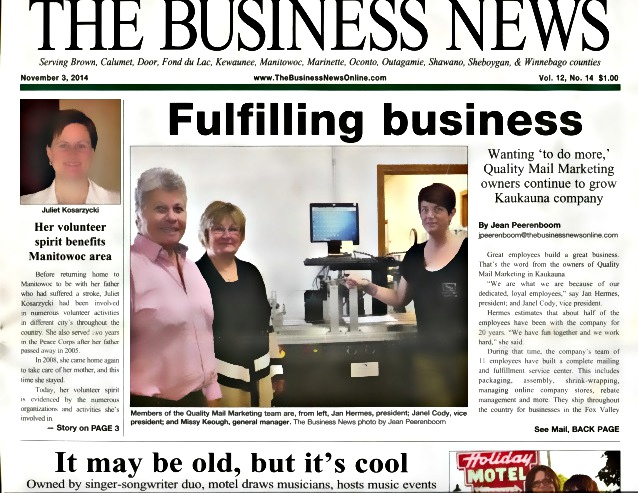 THE BUSINESS NEWS
Serving Brown, Calumet, Door, Fond du Lac, Kewaunee, Manitowoc, Marinette, Oconto, Outagamie, Shawano, Sheboygan, & Winnebago counties
November 3, 2014
www.TheBusinessNewsOnline.com
Vol. 12, No. 14 $1.00
Juliet Kosarzycki
Her volunteer
spirit benefits
Manitowoc area
Before returning home to
Manitowoc to be with her father
who had suffered a stroke, Juliet
Kosarzycki had been involved
in numerous volunteer activities
in different city's throughout the
country. She also served two years
in the Peace Corps after her father
passed away in 2005.
In 2008, she came home again
to take care of her mother, and this
time she stayed.
Today, her volunteer spirit
is evidenced by the numerous
organizations and activities she's
involved in.
— Story on PAGE 3
Fulfilling business
Members of the Quality Mail Marketing team are, from left, Jan Hermes, president; Janel Cody, vice
president; and Missy Keough, general manager. The Business News photo by Jean Peerenboom
Wanting 'to do more,'
Quality Mail Marketing
owners continue to grow
Kaukauna company
By Jean Peerenboom
jpeerenboom@thebusinessnewsonline.com
Great employees build a great business.
That's the word from the owners of Quality
Mail Marketing in Kaukauna
"We are what we are because of our
dedicated, loyal employees," say Jan Hermes,
president; and Janel Cody, vice president.
Hermes estimates that about half of the
employees have been with the company for
20 years. "We have fun together and we work
hard," she said.
During that time, the company's team of
11 employees have built a complete mailing
and fulfillment service center. This includes
packaging, assembly, shrink-wrapping,
managing online company stores, rebate
management and more. They ship throughout
the country for businesses in the Fox Valley
See Mail, BACK PAGE
It may be old, but it's cool
Owned by singer-songwriter duo, motel draws musicians, hosts music events
Holiday
MOTEL